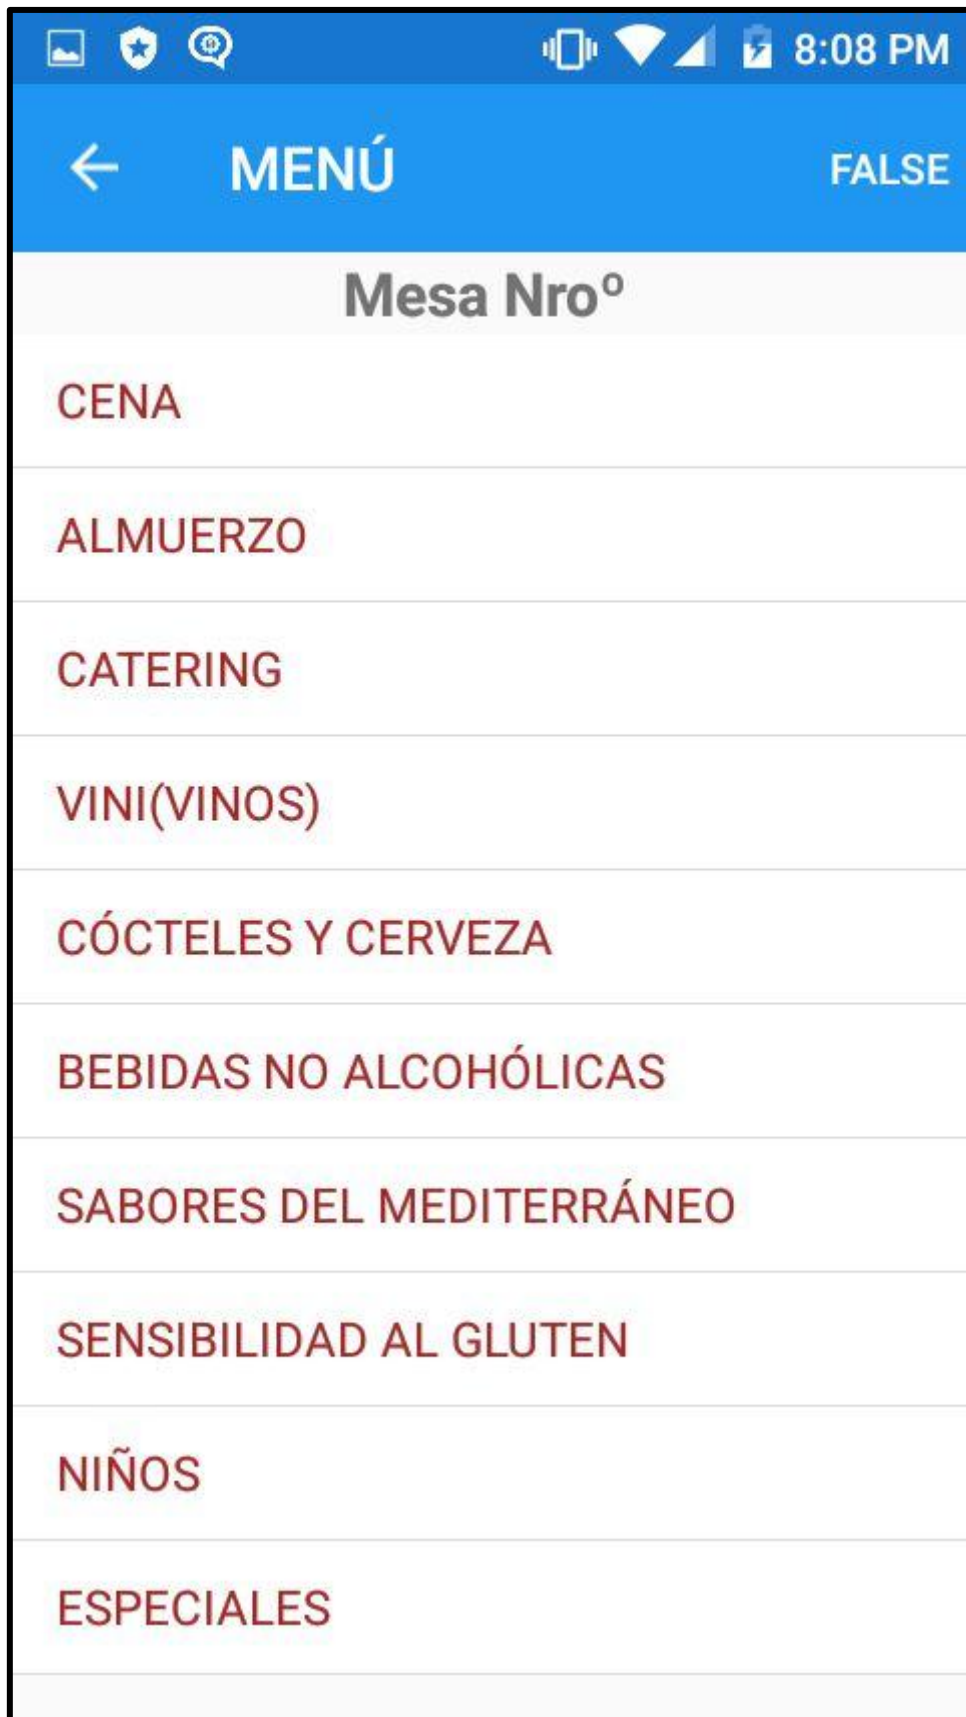 8:08 PM
MENÚ
FALSE
Mesa Nroº
CENA
ALMUERZO
CATERING
VINI(VINOS)
CÓCTELES Y CERVEZA
BEBIDAS NO ALCOHÓLICAS
SABORES DEL MEDITERRÁNEO
SENSIBILIDAD AL GLUTEN
NIÑOS
ESPECIALES